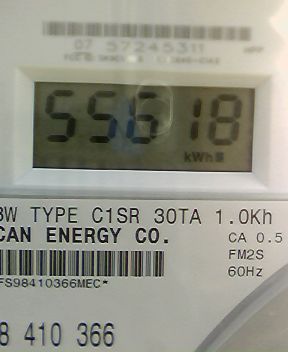 07 57245311
55618
kWh
3W TYPE C1SR 30TA 1.0Kh
CAN ENERGY CO.
CA 0.5
FM2S
60Hz
FS98410366MEC*
8 410 366